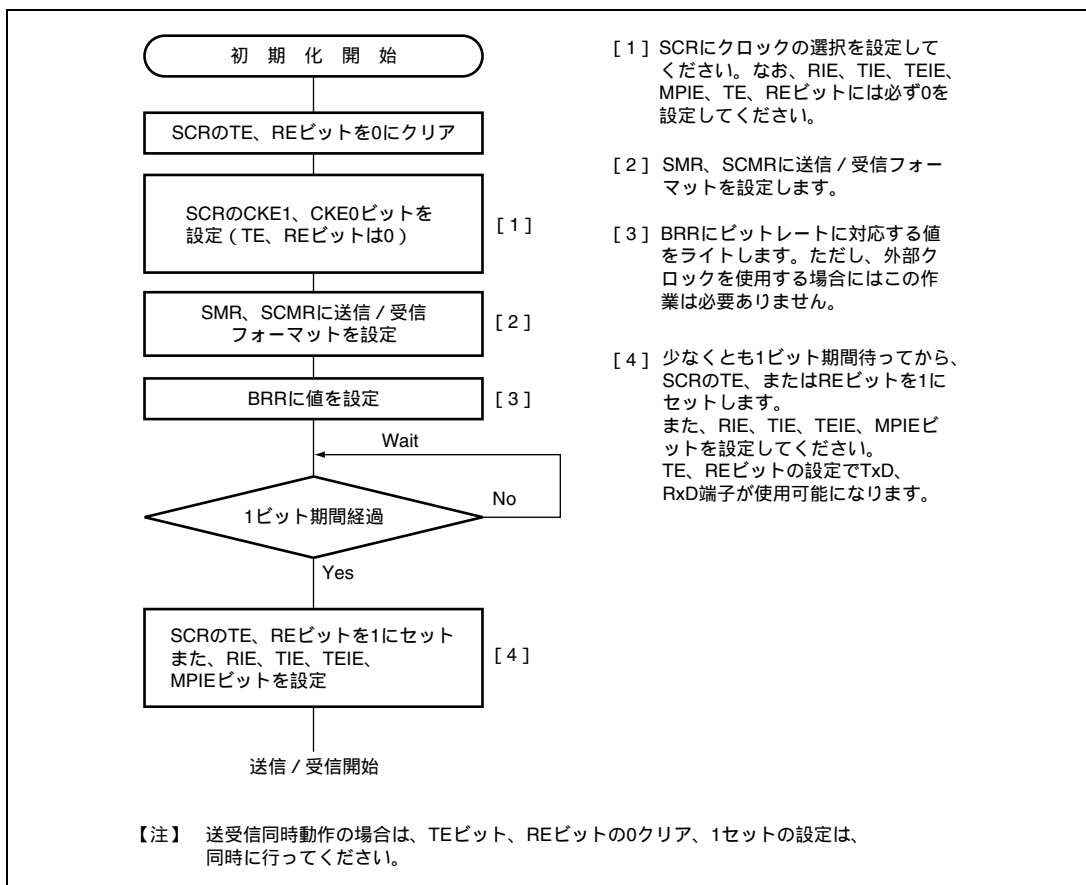 初 期 化 開 始
SCRのTE、REビットを0にクリア
SCRのCKE1、CKE0ビットを
設定（TE、REビットは0）
[ 1 ]
SMR、SCMRに送信 / 受信
フォーマットを設定
[ 2 ]
BRRに値を設定
[ 3 ]
Wait
1ビット期間経過
No
Yes
SCRのTE、REビットを1にセット
また、RIE、TIE、TEIE、
MPIEビットを設定
[ 4 ]
送信 / 受信開始
[ 1 ] SCRにクロックの選択を設定して
ください。なお、RIE、TIE、TEIE、
MPIE、TE、REビットには必ず0を
設定してください。
[ 2 ] SMR、SCMRに送信 / 受信フォー
マットを設定します。
[ 3 ] BRRにビットレートに対応する値
をライトします。ただし、外部ク
ロックを使用する場合にはこの作
業は必要ありません。
[ 4 ] 少なくとも1ビット期間待ってから、
SCRのTE、またはREビットを1に
セットします。
また、RIE、TIE、TEIE、MPIEビ
ットを設定してください。
TE、REビットの設定でTxD、
RxD端子が使用可能になります。
【注】 送受信同時動作の場合は、TEビット、REビットの0クリア、1セットの設定は、
同時に行ってください。